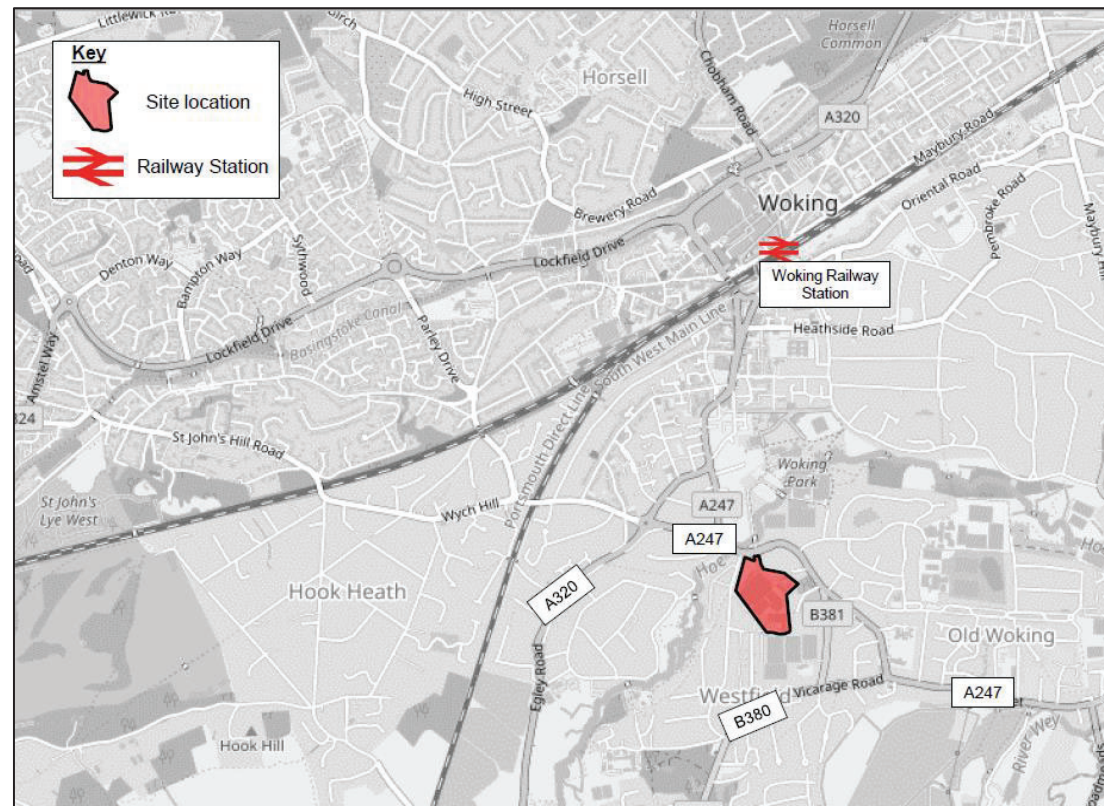 Littlewick R
irch
Key
Site location
Railway Station
Horsell
Common
Horsell
High Street
Chobham Road
A320
Maybury Road
Brewery Road
Woking
Oriental Road
Pembroke Road
Maybury Hill
Road
Denton Way
Bampton Way
Sythwood
Lockfield Drive
Woking Railway
Station
Lockfield Drive
Basingstoke Canal
Parley Drive
South West Main Line
Heathside Road
Amstel Way
324
St John's Hill Road
Portsmouth Direct Line
Woking
Park
St John's
Lye West
Wych Hill
A247
A247
Hoe
Hoe
Hook Heath
A320
B381
Old Woking
Egley Road
Westfield
Vicarage Road
A247
B380
Hook Hill
River Wey